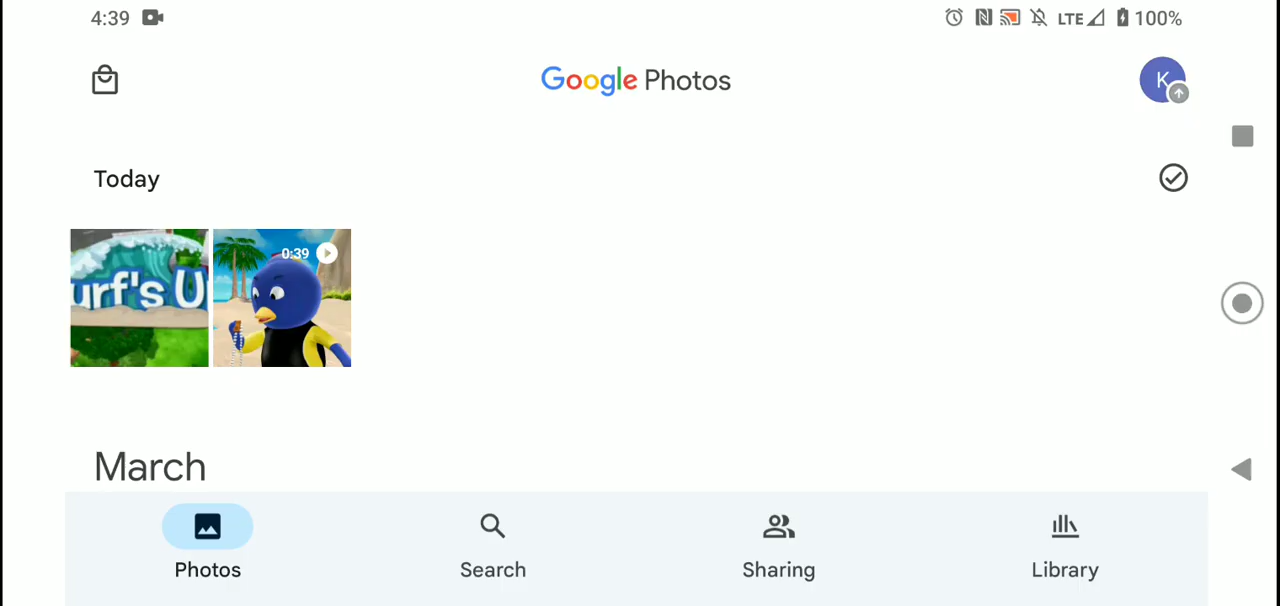 4:39
LTE 100%
Google Photos
K
Today
urf's U
0:39
March
Photos
Search
Sharing
Library